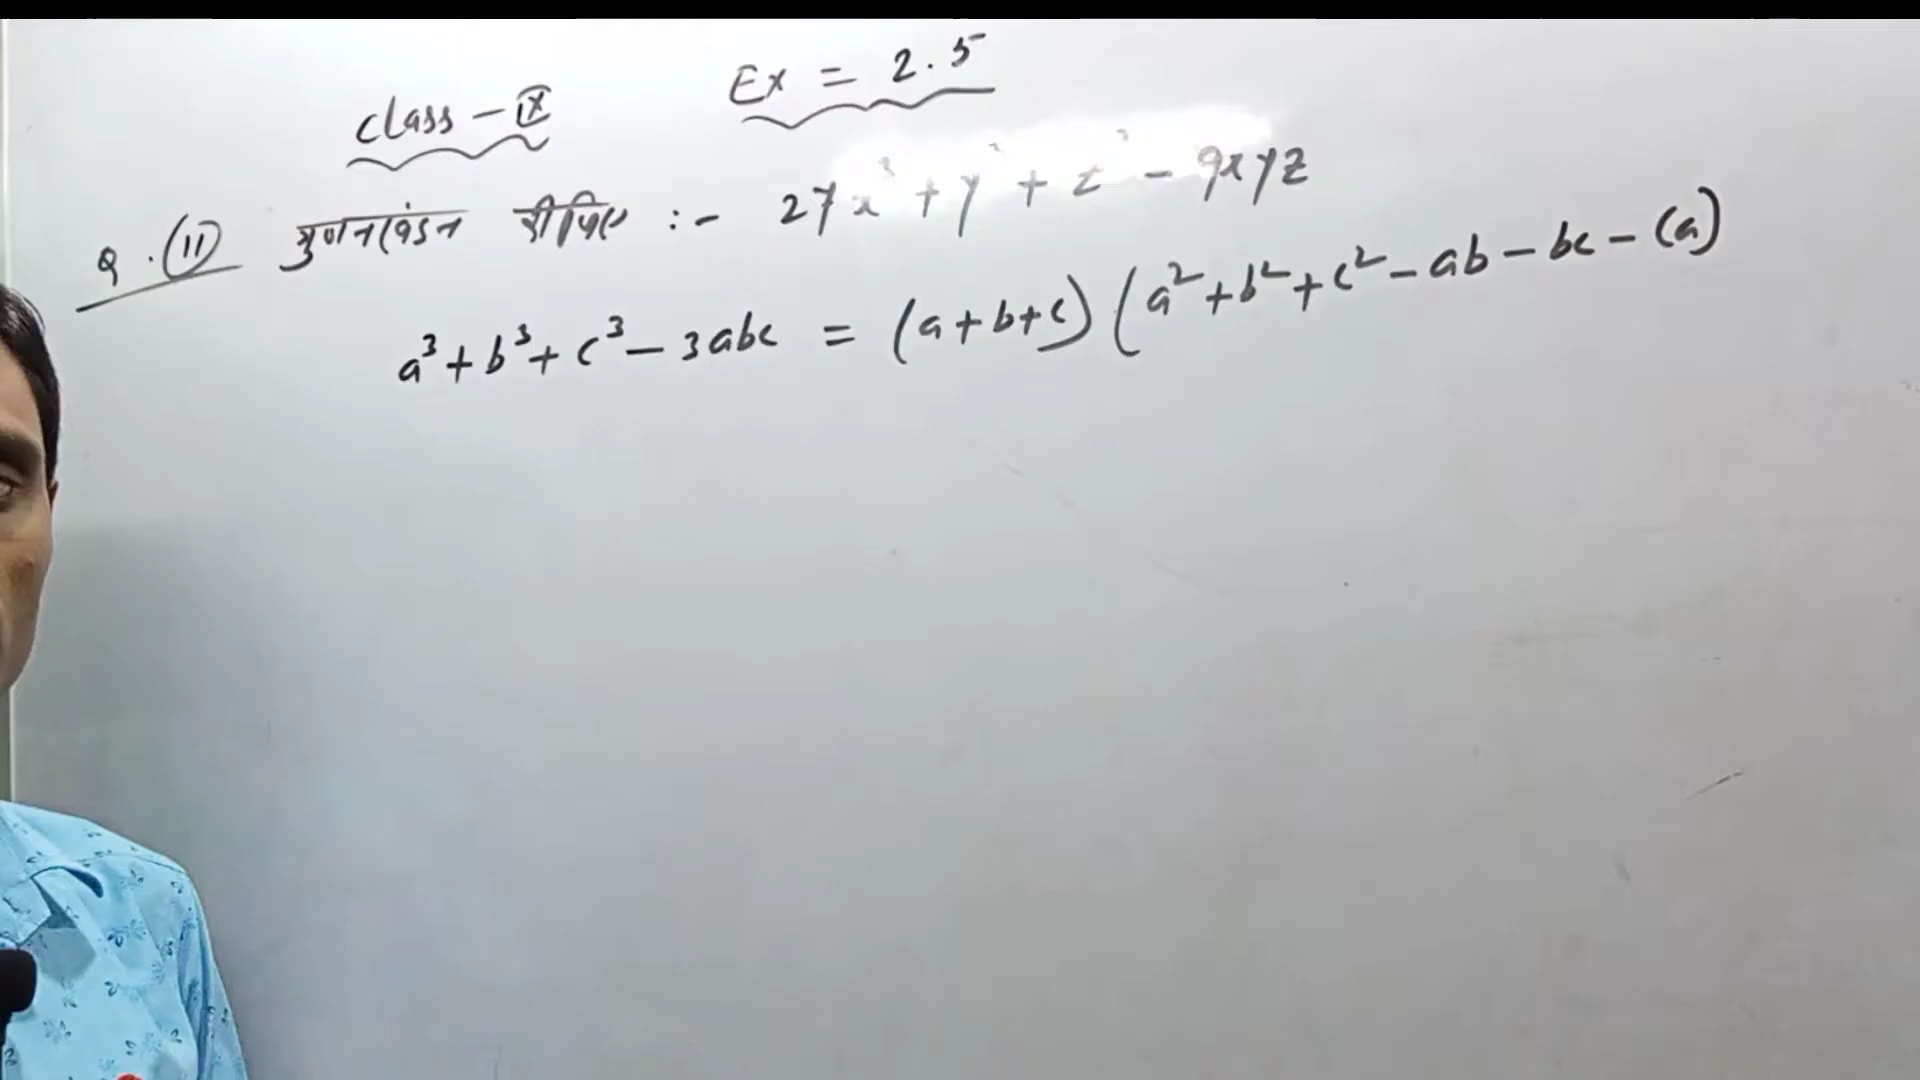 class - IX Ex = 2.5
Q. (11) गुणनखंडन कीजिए :- 27x³ + y³ + z³ - 9xyz
a³ + b³ + c³ - 3abc = (a+b+c) (a² + b² + c² - ab - bc - ca)